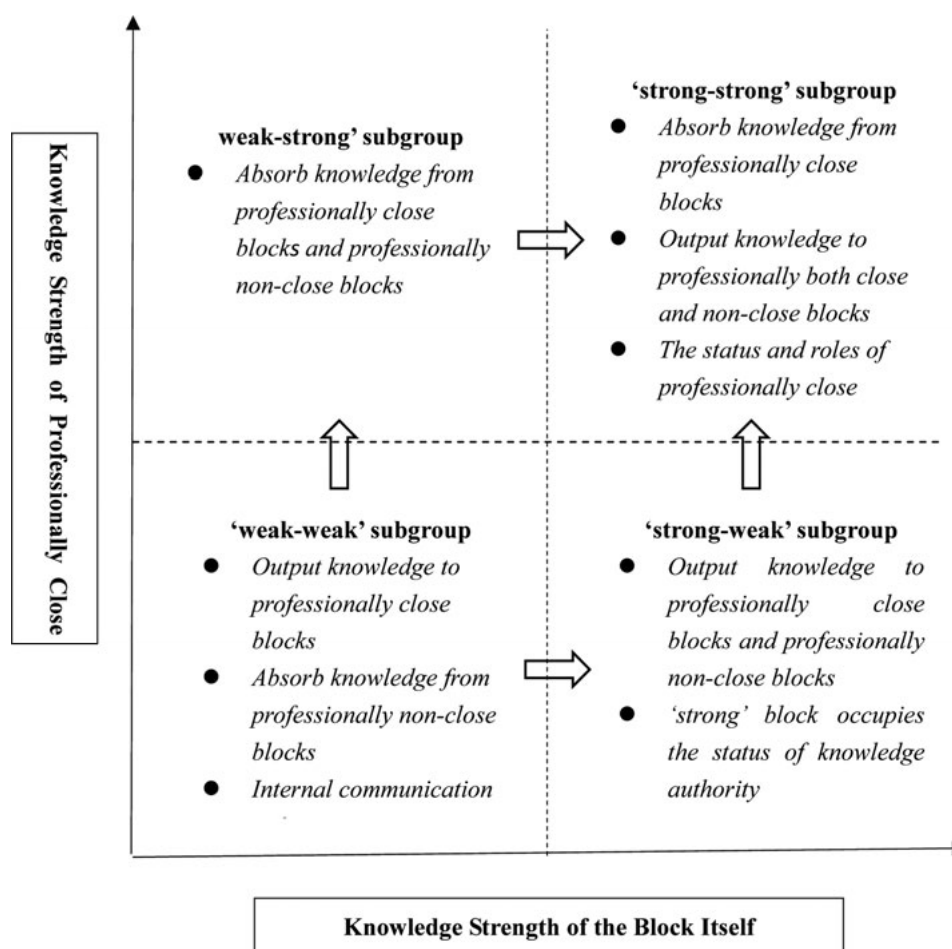 Knowledge Strength of Professionally Close
weak-strong’ subgroup
● Absorb knowledge from
professionally close
blocks and professionally
non-close blocks
‘strong-strong’ subgroup
● Absorb knowledge from
professionally close
blocks
● Output knowledge to
professionally both close
and non-close blocks
● The status and roles of
professionally close
‘weak-weak’ subgroup
● Output knowledge to
professionally close
blocks
● Absorb knowledge from
professionally non-close
blocks
● Internal communication
‘strong-weak’ subgroup
● Output knowledge to
professionally close
blocks and professionally
non-close blocks
● ‘strong’ block occupies
the status of knowledge
authority
Knowledge Strength of the Block Itself